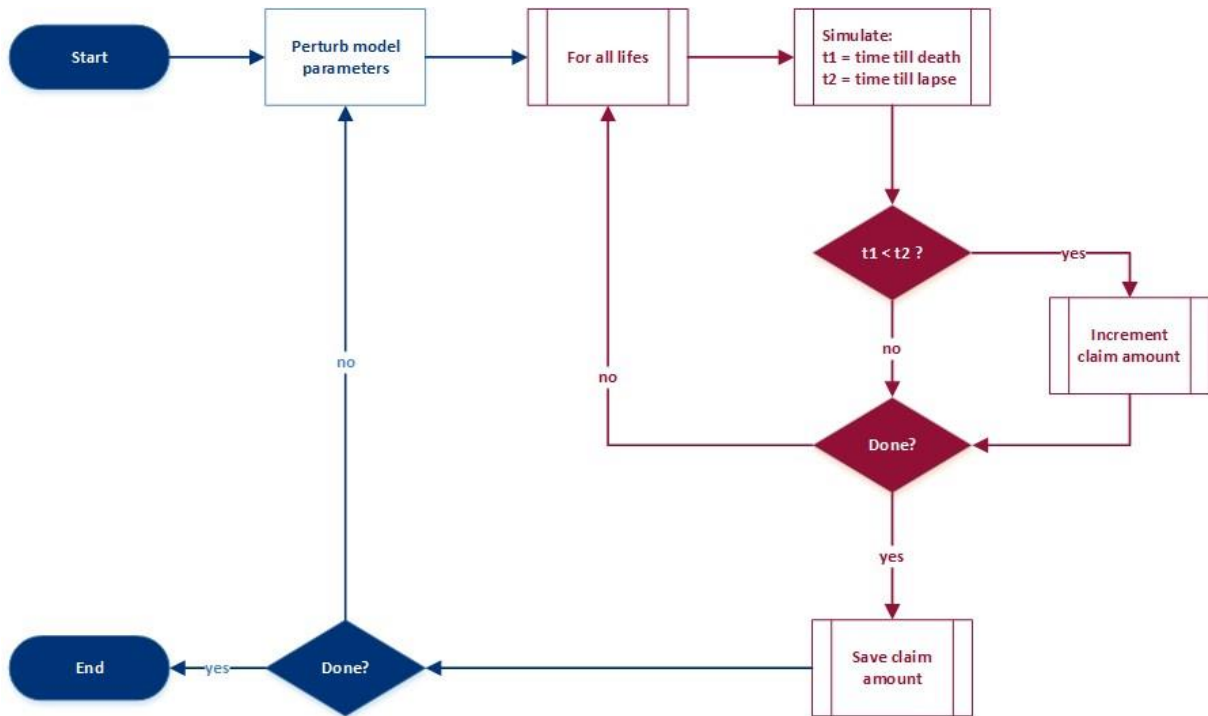 Start
Perturb model
parameters
For all lifes
Simulate:
t1 = time till death
t2 = time till lapse
t1 < t2 ?
yes
Increment
claim amount
no
no
no
Done?
yes
End
yes
Done?
Save claim
amount